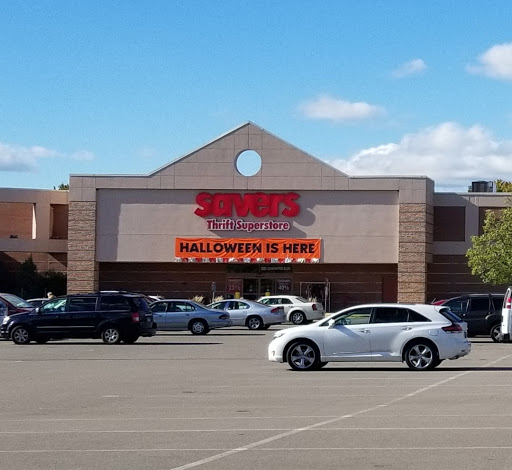 savers
Thrift Superstore
HALLOWEEN IS HERE